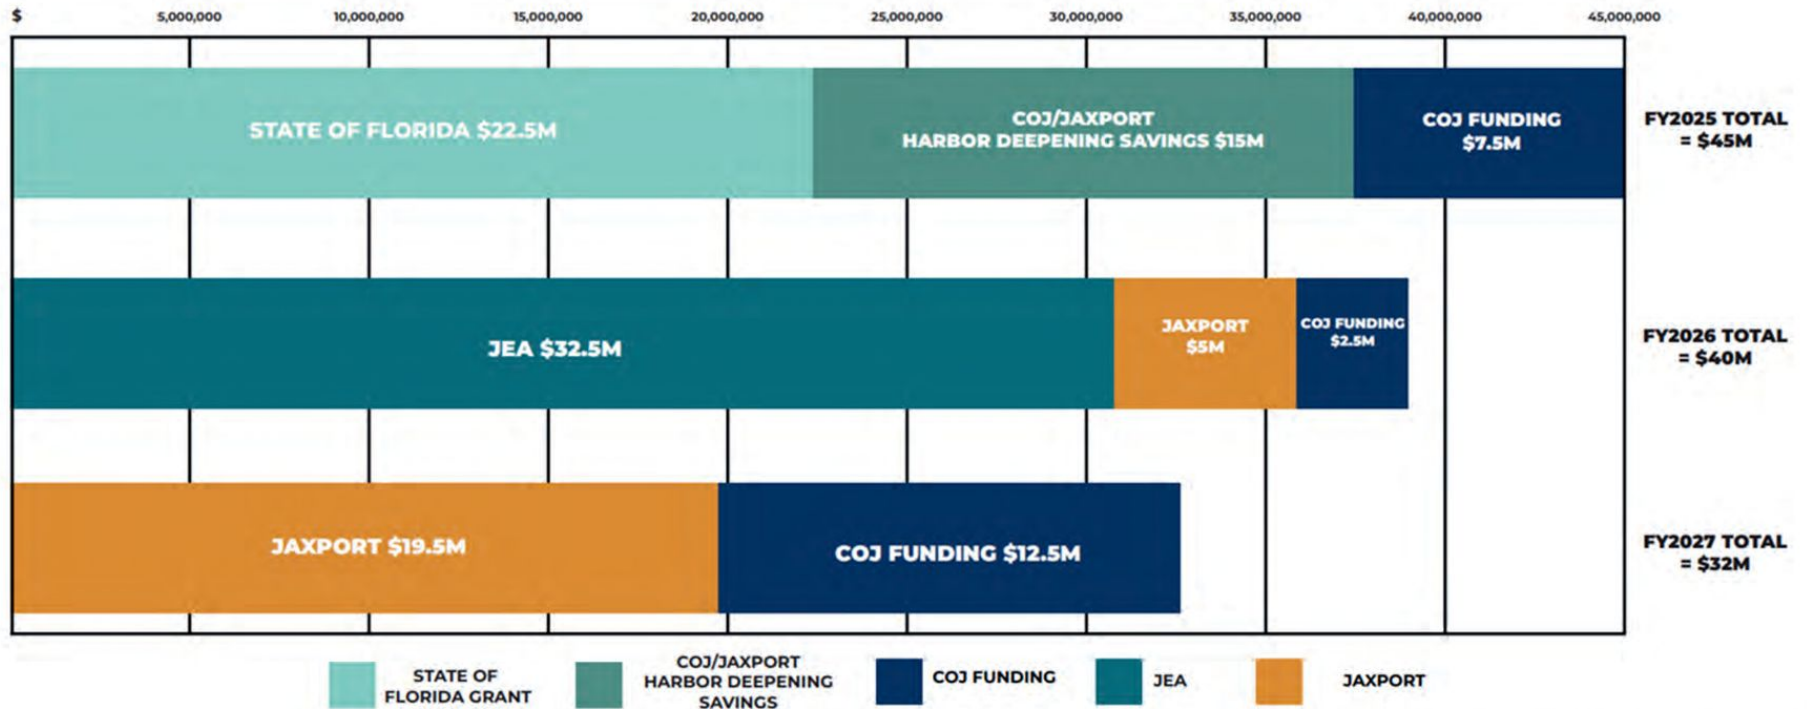 $ 5,000,000 10,000,000 15,000,000 20,000,000 25,000,000 30,000,000 35,000,000 40,000,000 45,000,000
STATE OF FLORIDA $22.5M
COJ/JAXPORT
HARBOR DEEPENING SAVINGS $15M
COJ FUNDING
$7.5M
FY2025 TOTAL
= $45M
JEA $32.5M
JAXPORT
$5M
COJ FUNDING
$2.5M
FY2026 TOTAL
= $40M
JAXPORT $19.5M
COJ FUNDING $12.5M
FY2027 TOTAL
= $32M
STATE OF
FLORIDA GRANT
COJ/JAXPORT
HARBOR DEEPENING
SAVINGS
COJ FUNDING
JEA
JAXPORT